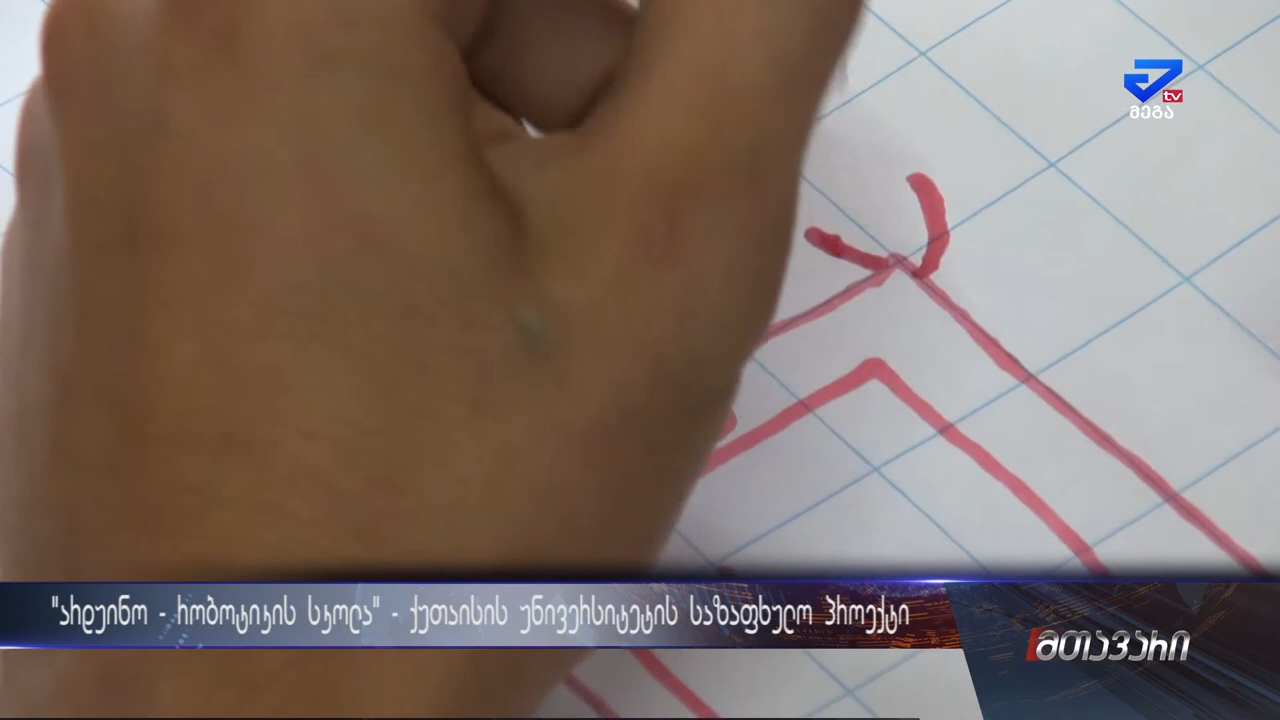 tv
მეგა
"არდუინო - რობოტიკის სკოლა" - ქუთაისის უნივერსიტეტის საზაფხულო პროექტი
მთავარი